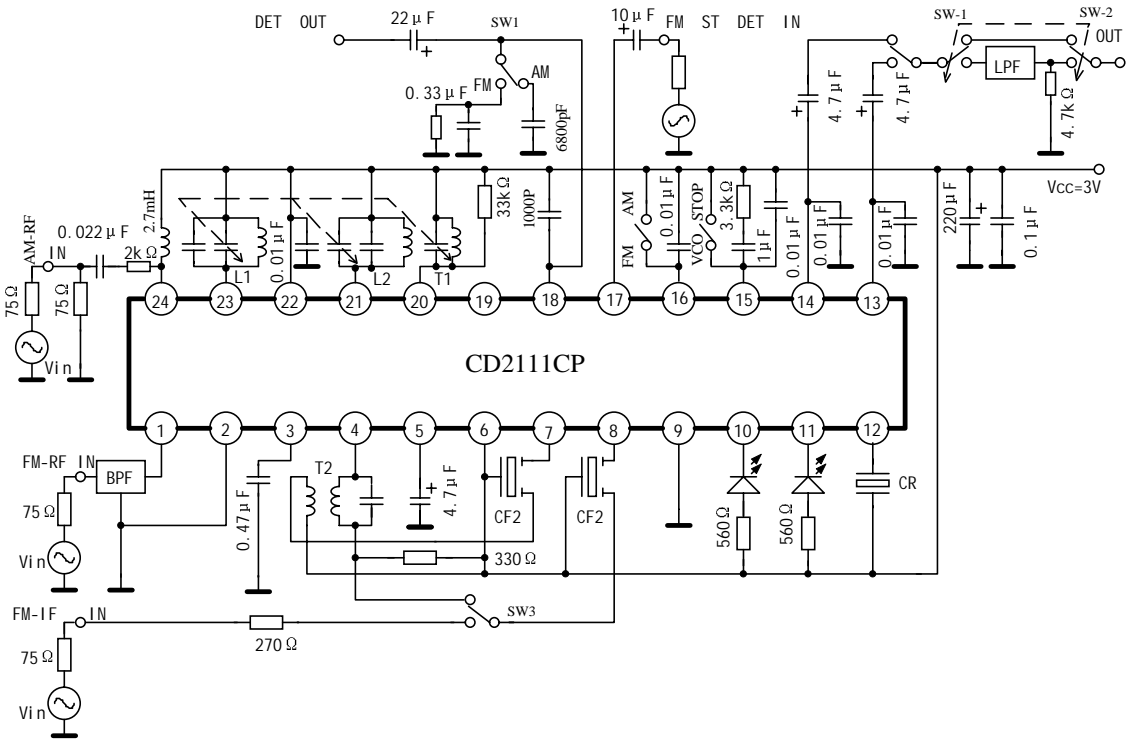 DET OUT
22μF
SW1
10μF
FM ST DET IN
SW-1
SW-2
OUT
LPF
4.7kΩ
4.7μF
4.7μF
AM
FM
0.33μF
6800pF
Vcc=3V
2.7mH
33kΩ
1000P
AM
FM
0.01μF
VCO STOP
3.3kΩ
1μF
0.01μF
0.01μF
0.01μF
220μF
0.1μF
AM-RF
IN
0.022μF
2kΩ
75Ω
75Ω
Vin
L1
0.01μF
L2
T1
24 23 22 21 20 19 18 17 16 15 14 13
CD2111CP
1 2 3 4 5 6 7 8 9 10 11 12
FM-RF IN
BPF
75Ω
Vin
0.47μF
T2
4.7μF
CF2
CF2
330Ω
560Ω
560Ω
CR
FM-IF IN
SW3
270Ω
75Ω
Vin